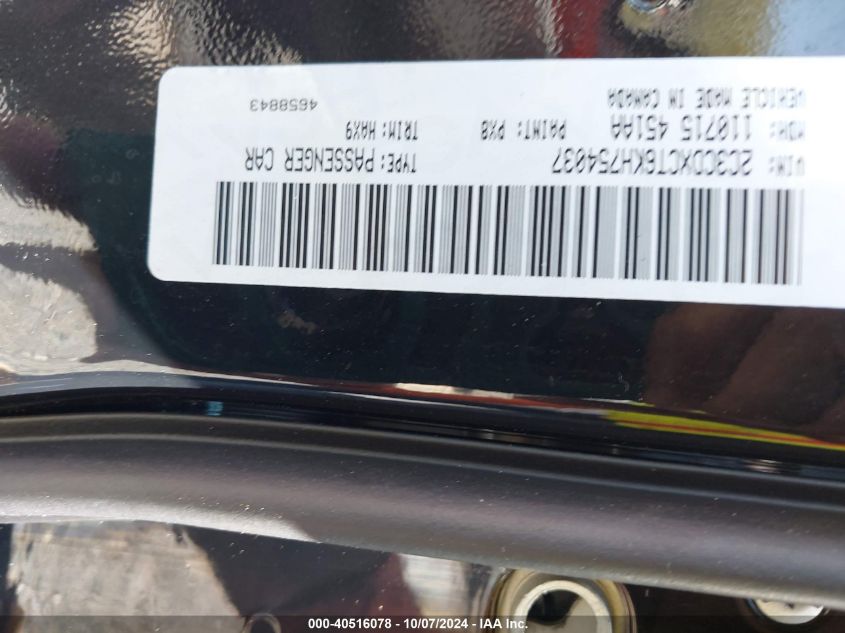 VIN: 2C3CDXCT6KH754037 TYPE: PASSENGER CAR
MDH: 110715 451AA PAINT: PX8 TRIM: HAX9
VEHICLE MADE IN CANADA 4658843
000-40516078 - 10/07/2024 - IAA Inc.